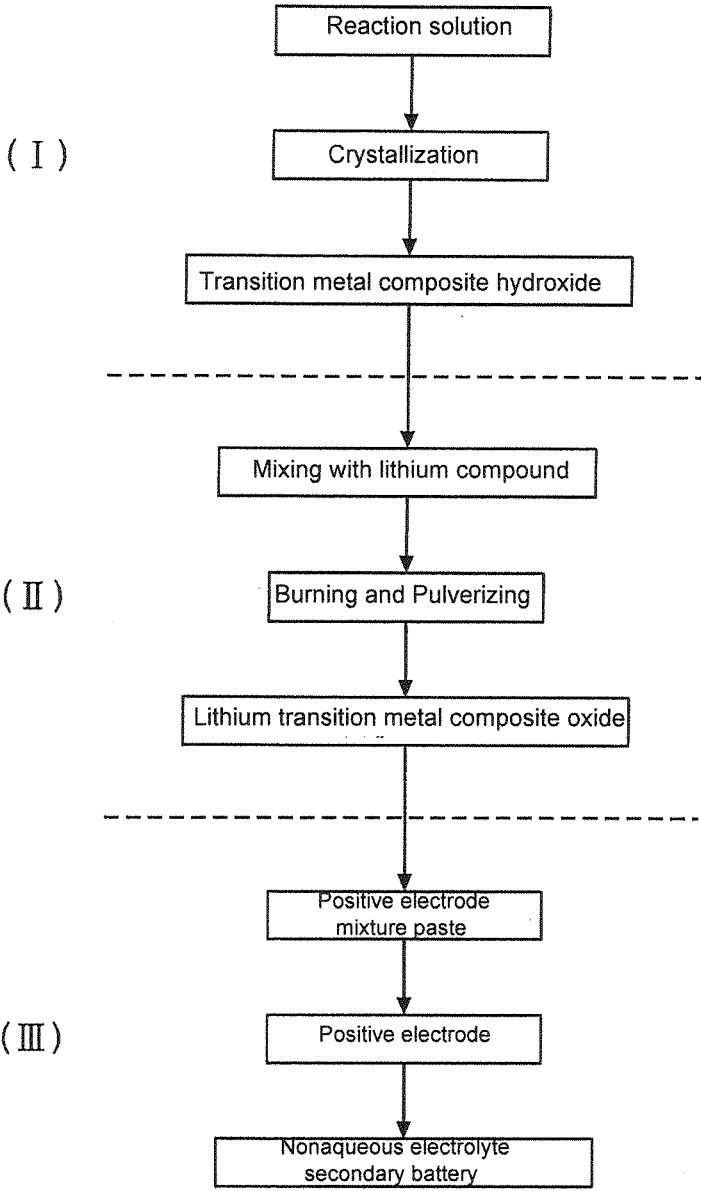 Reaction solution
(Ⅰ)
Crystallization
Transition metal composite hydroxide
Mixing with lithium compound
(Ⅱ)
Burning and Pulverizing
Lithium transition metal composite oxide
Positive electrode
mixture paste
(Ⅲ)
Positive electrode
Nonaqueous electrolyte
secondary battery